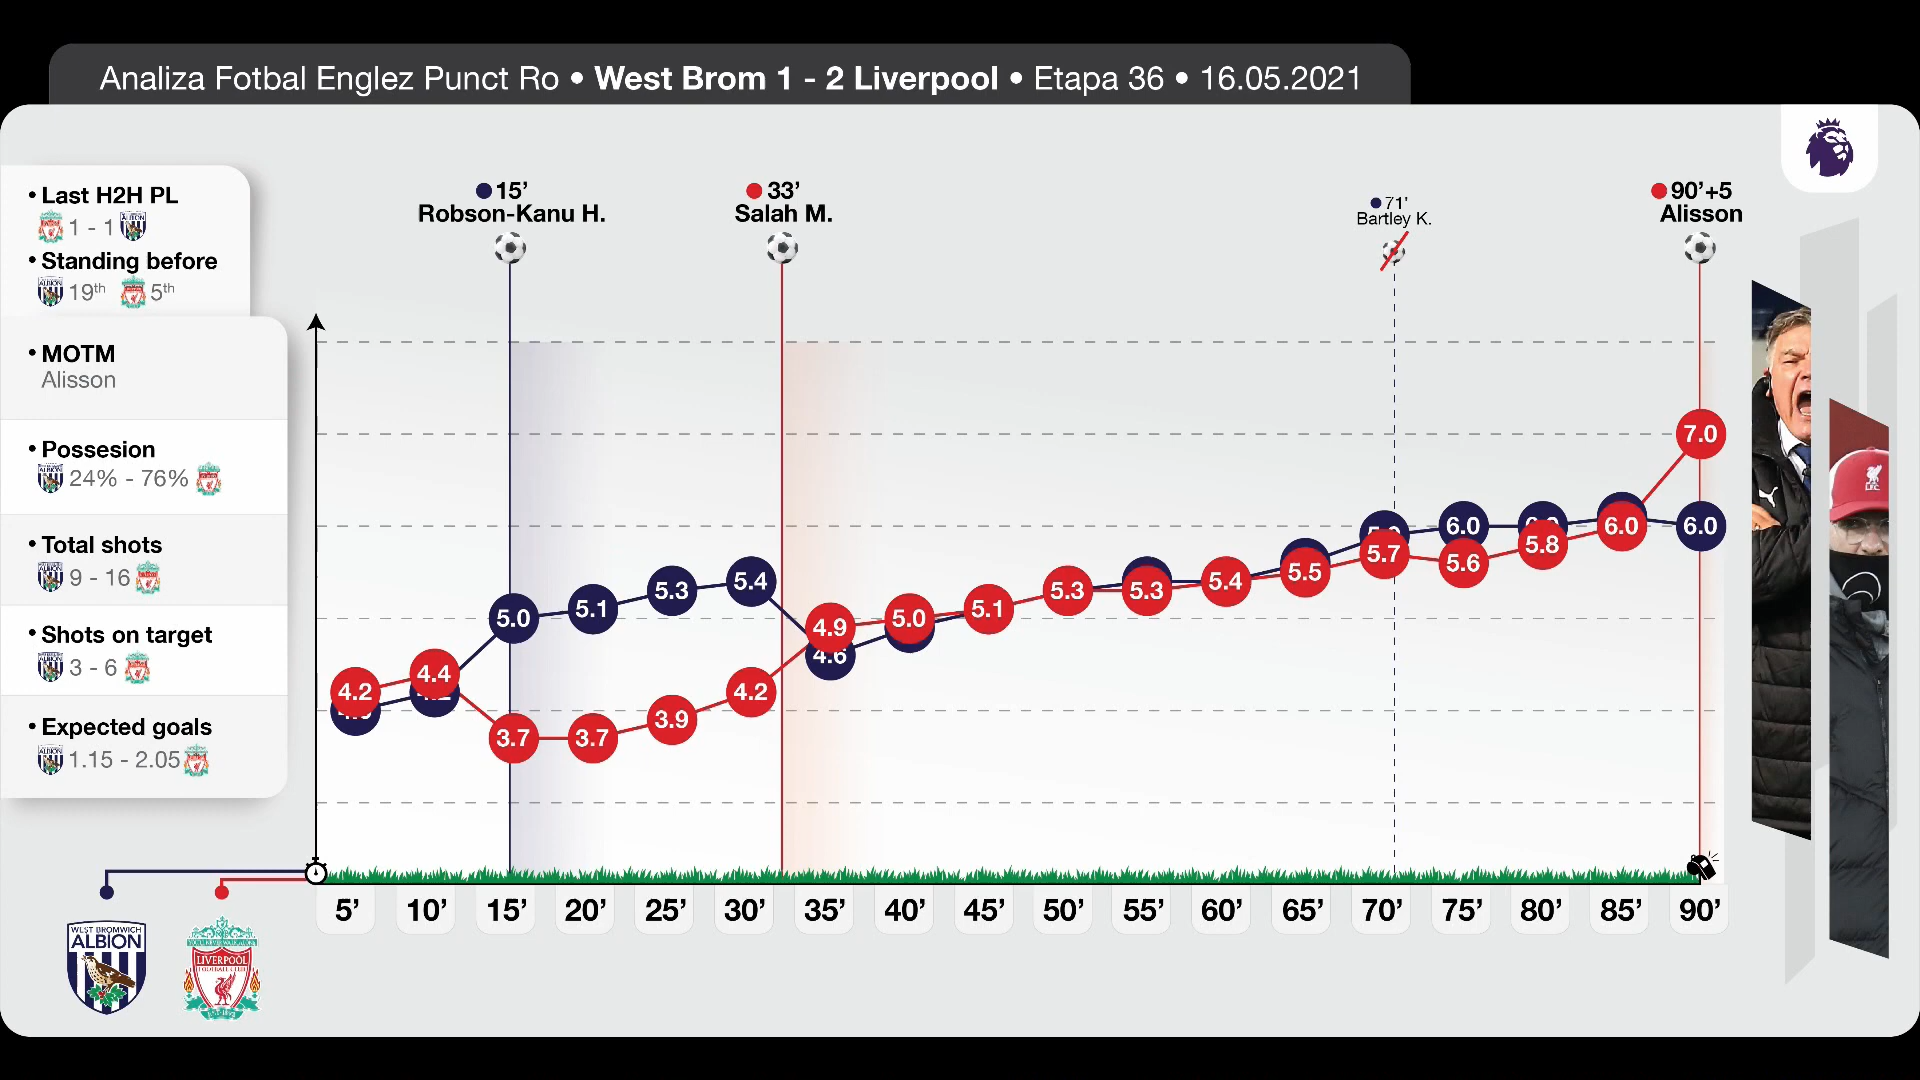 Analiza Fotbal Englez Punct Ro • West Brom 1 - 2 Liverpool • Etapa 36 • 16.05.2021
• Last H2H PL
1 - 1
• Standing before
19th 5th
• MOTM
Alisson
• Possesion
24% - 76%
• Total shots
9 - 16
• Shots on target
3 - 6
• Expected goals
1.15 - 2.05
15’
Robson-Kanu H.
33’
Salah M.
71’
Bartley K.
90’+5
Alisson
7.0
5.0 5.1 5.3 5.4
6.0 6.0
4.2 4.4 3.7 3.7 3.9 4.2 4.9 5.0 5.1 5.3 5.3 5.4 5.5 5.7 5.6 5.8 6.0
4.6
5’ 10’ 15’ 20’ 25’ 30’ 35’ 40’ 45’ 50’ 55’ 60’ 65’ 70’ 75’ 80’ 85’ 90’
WEST BROMWICH
ALBION
LIVERPOOL
FOOTBALL CLUB